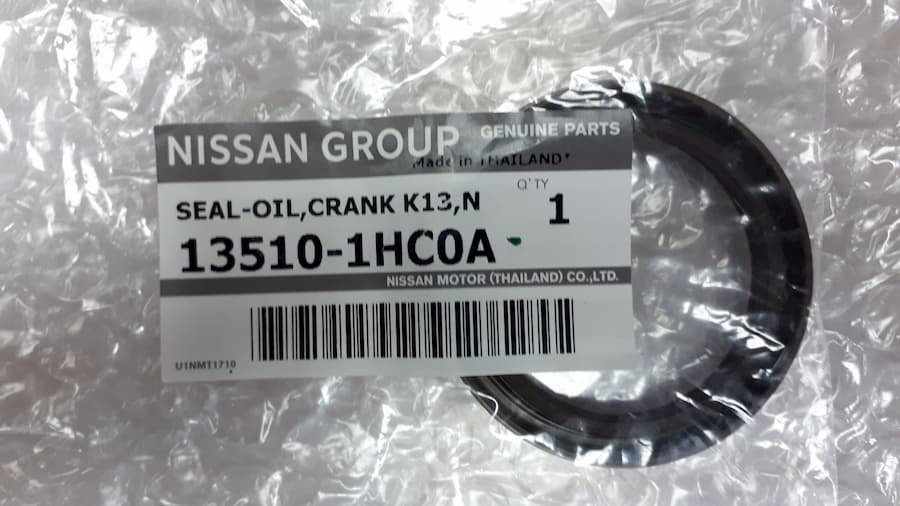 NISSAN GROUP GENUINE PARTS
Made in THAILAND*
Q'TY
SEAL-OIL,CRANK K13,N 1
13510-1HC0A
NISSAN MOTOR (THAILAND) CO.,LTD.
U1NMT1710